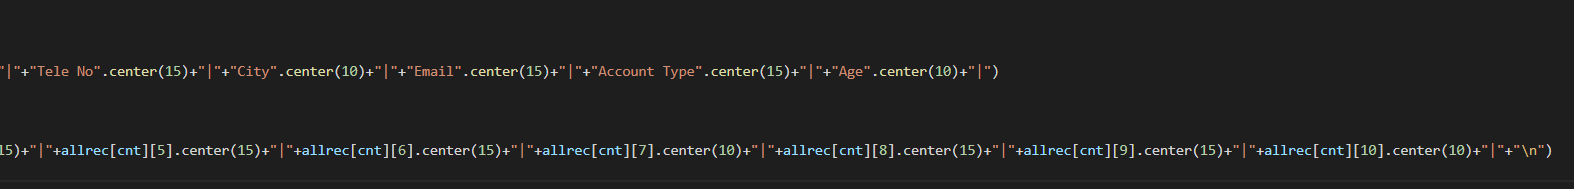 "|"+"Tele No".center(15)+"|"+"City".center(10)+"|"+"Email".center(15)+"|"+"Account Type".center(15)+"|"+"Age".center(10)+"|")
15)+"|"+allrec[cnt][5].center(15)+"|"+allrec[cnt][6].center(15)+"|"+allrec[cnt][7].center(10)+"|"+allrec[cnt][8].center(15)+"|"+allrec[cnt][9].center(15)+"|"+allrec[cnt][10].center(10)+"|"+"\n")